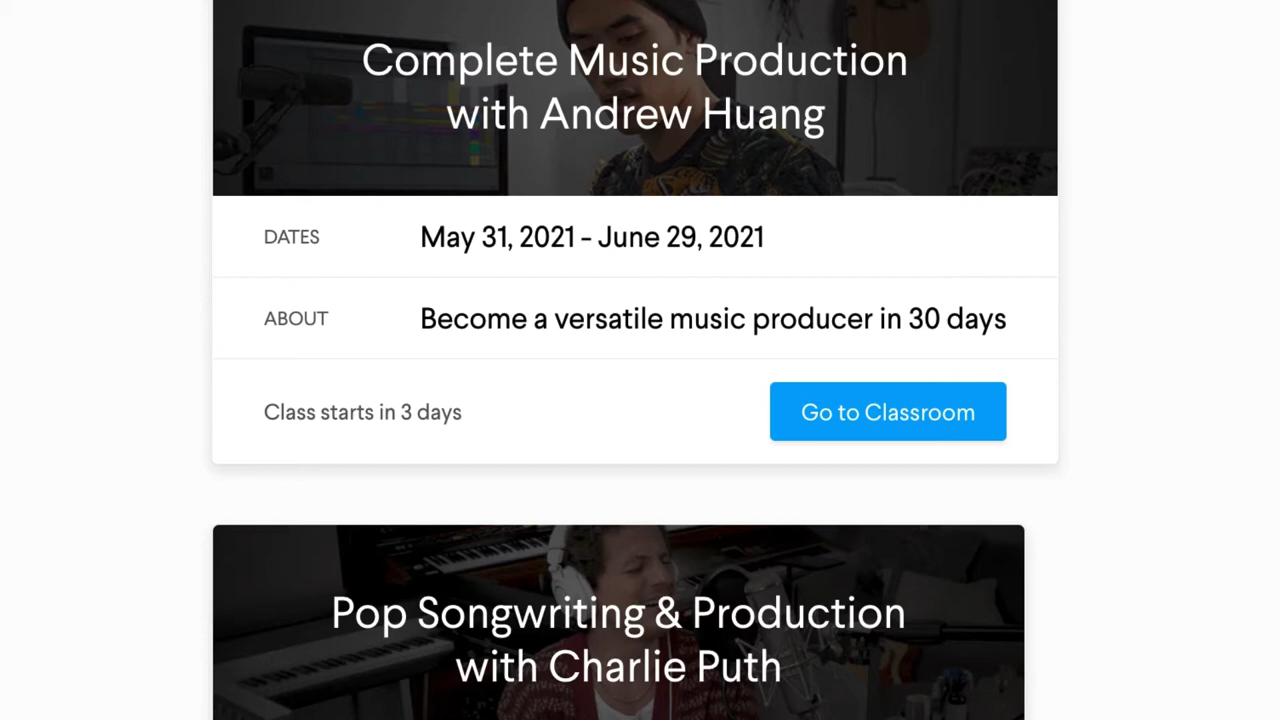 Complete Music Production
with Andrew Huang
DATES
May 31, 2021 - June 29, 2021
ABOUT
Become a versatile music producer in 30 days
Class starts in 3 days
Go to Classroom
Pop Songwriting & Production
with Charlie Puth